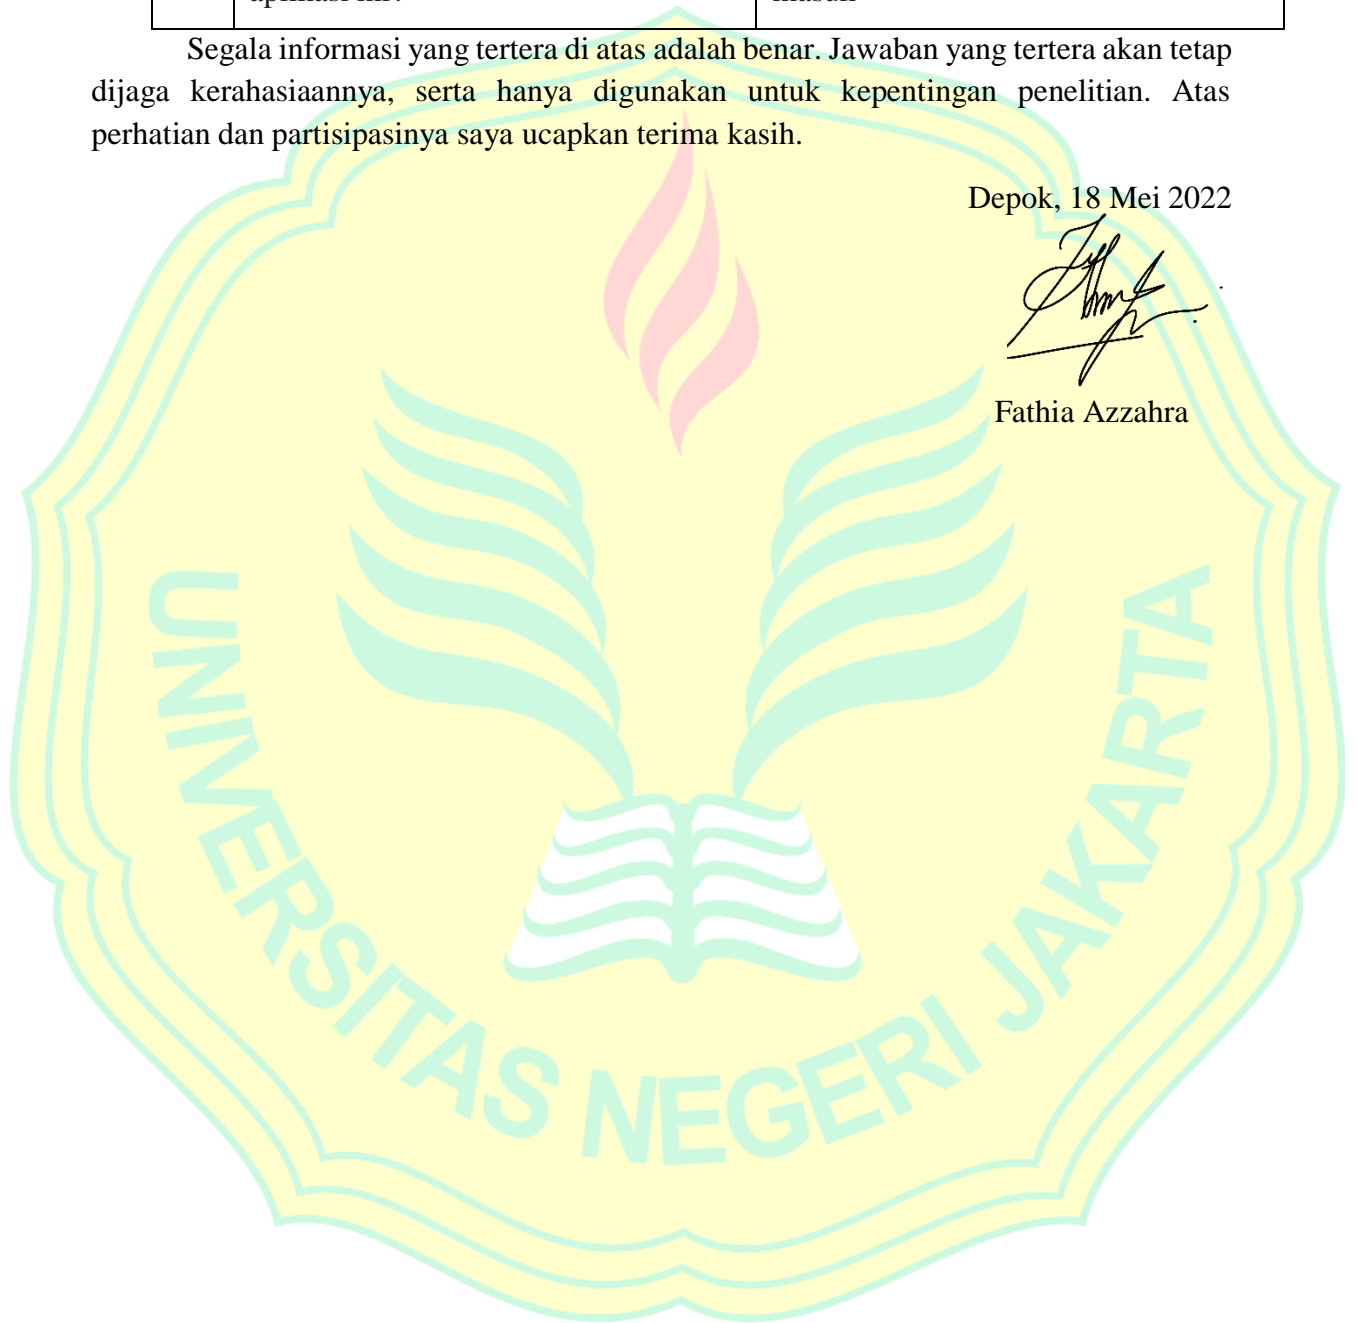 Segala informasi yang tertera di atas adalah benar. Jawaban yang tertera akan tetap
dijaga kerahasiaannya, serta hanya digunakan untuk kepentingan penelitian. Atas
perhatian dan partisipasinya saya ucapkan terima kasih.
Depok, 18 Mei 2022
Fathia Azzahra
UNIVERSITAS NEGERI JAKARTA